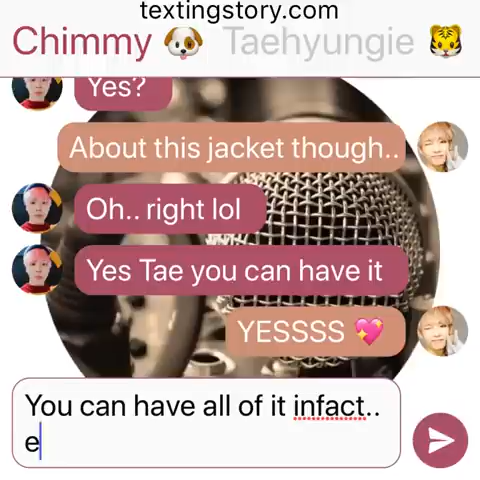 textingstory.com
Chimmy 🐶 Taehyungie 🐯
Yes?
About this jacket though..
Oh.. right lol
Yes Tae you can have it
YESSSS 💖
You can have all of it infact..
e